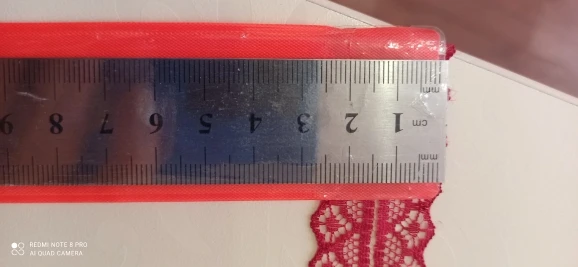 mm
9 8 7 6 5 4 3 2 1 cm
mm
REDMI NOTE 8 PRO
AI QUAD CAMERA